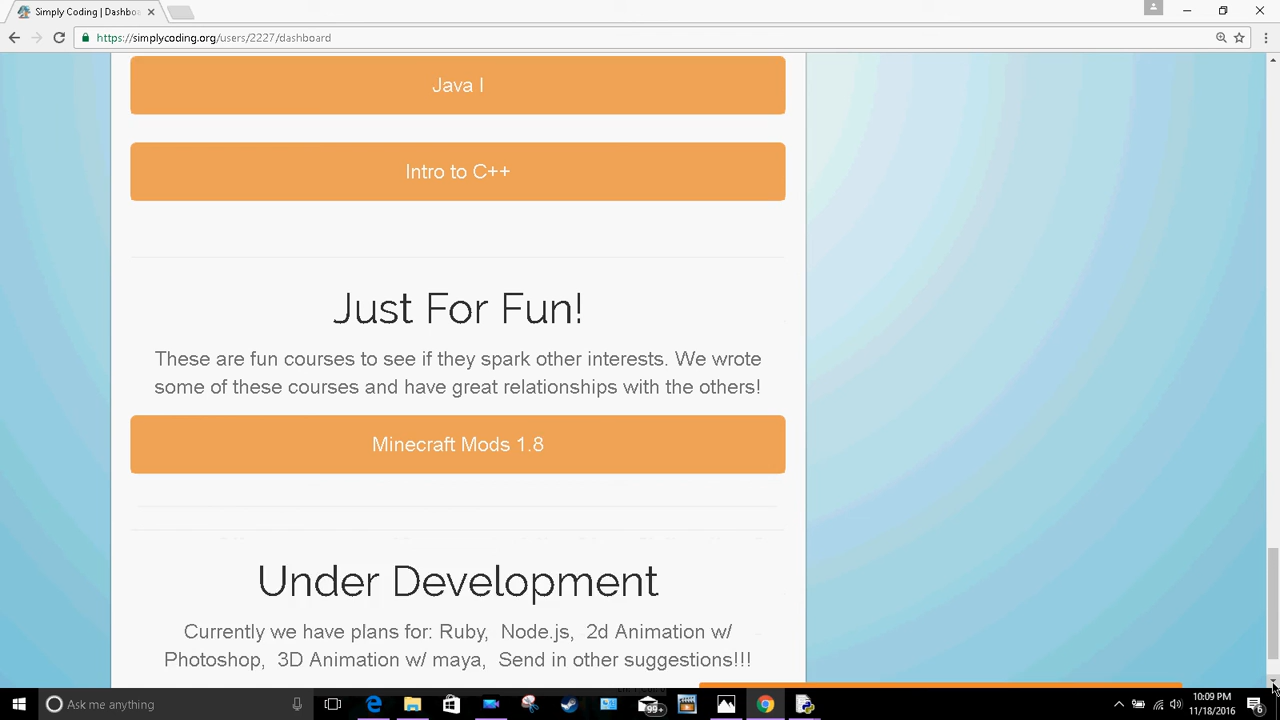 Simply Coding | Dashbo
https://simplycoding.org/users/2227/dashboard
Java I
Intro to C++
Just For Fun!
These are fun courses to see if they spark other interests. We wrote
some of these courses and have great relationships with the others!
Minecraft Mods 1.8
Under Development
Currently we have plans for: Ruby, Node.js, 2d Animation w/
Photoshop, 3D Animation w/ maya, Send in other suggestions!!!
Ask me anything
99+
10:09 PM
11/18/2016
6